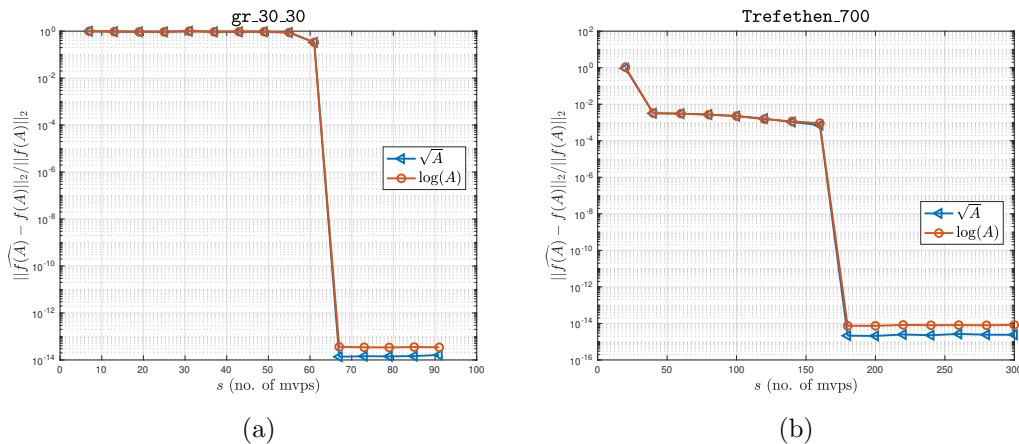 gr_30_30
10^0
10^-2
10^-4
10^-6
10^-8
10^-10
10^-12
10^-14
0 10 20 30 40 50 60 70 80 90 100
s (no. of mvps)
||\widehat{f(A)} − f(A)||_2/||f(A)||_2
√A
log(A)
(a)
Trefethen_700
10^2
10^0
10^-2
10^-4
10^-6
10^-8
10^-10
10^-12
10^-14
10^-16
0 50 100 150 200 250 300
s (no. of mvps)
||\widehat{f(A)} − f(A)||_2/||f(A)||_2
√A
log(A)
(b)